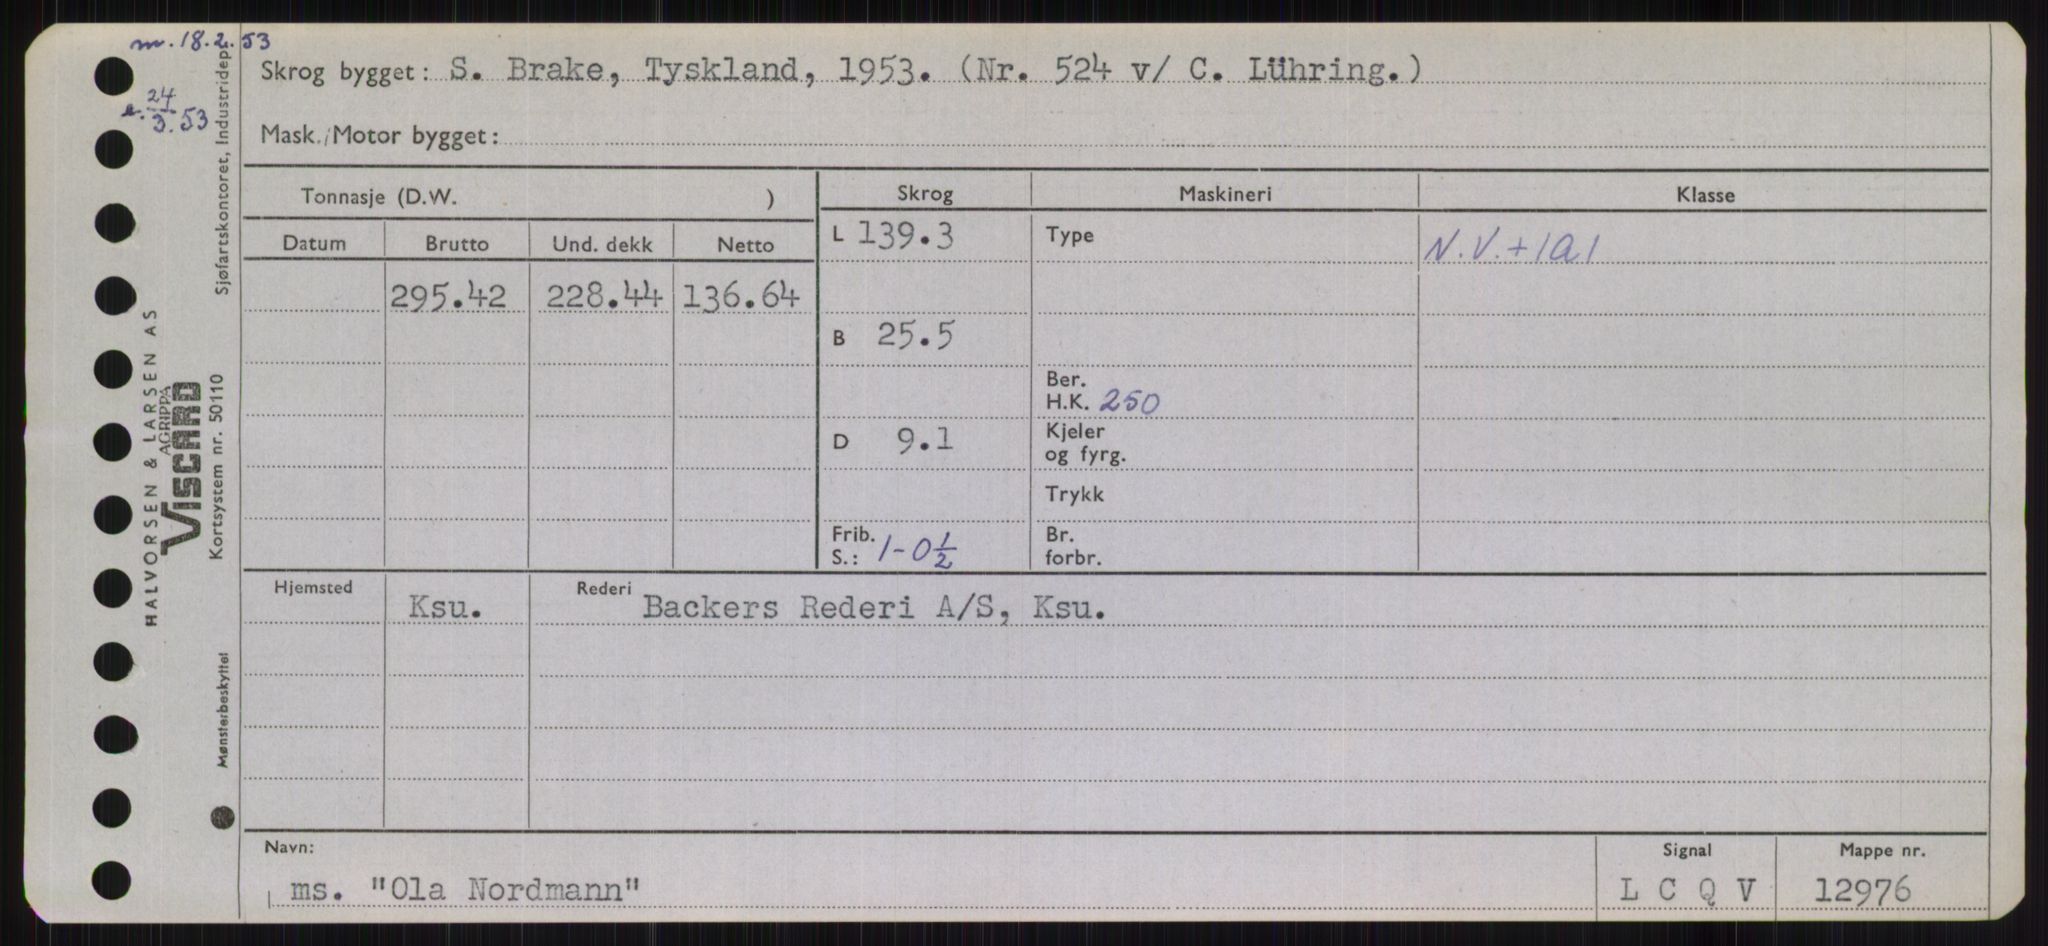 m. 18.2.53
e. 24/3.53
Skrog bygget: S. Brake, Tyskland, 1953. (Nr. 524 v/ C. Lühring.)
Mask./Motor bygget:
Tonnasje (D.W. )
Skrog
Maskineri
Klasse
Datum
Brutto
Und. dekk
Netto
295.42 228.44 136.64
L 139.3
B 25.5
D 9.1
Frib.
S.: 1-0½
Type
Ber.
H.K. 250
Kjeler
og fyrg.
Trykk
Br.
forbr.
N.V.+1A1
Hjemsted
Ksu.
Rederi
Backers Rederi A/S, Ksu.
Navn:
ms. "Ola Nordmann"
Signal
L C Q V
Mappe nr.
12976
HALVORSEN & LARSEN AS
AGRIPPA
VISCARD
Sjøfartskontoret, Industridep.
Kortsystem nr. 50110
Mønsterbeskyttet